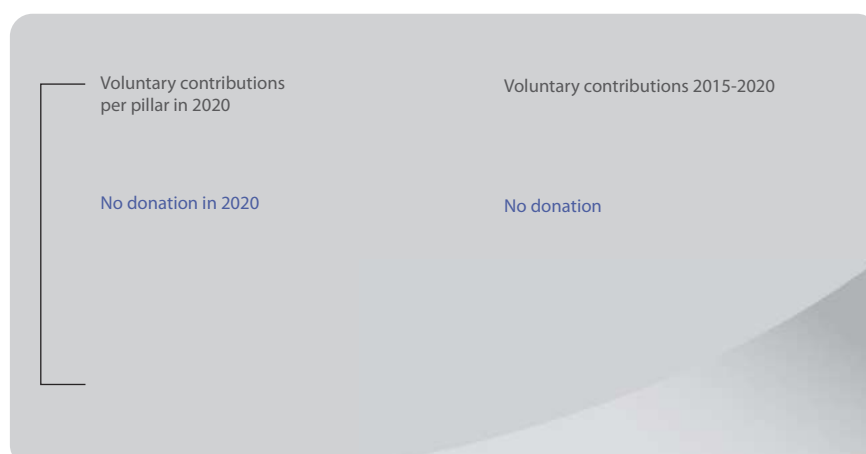 Voluntary contributions
per pillar in 2020
Voluntary contributions 2015-2020
No donation in 2020
No donation